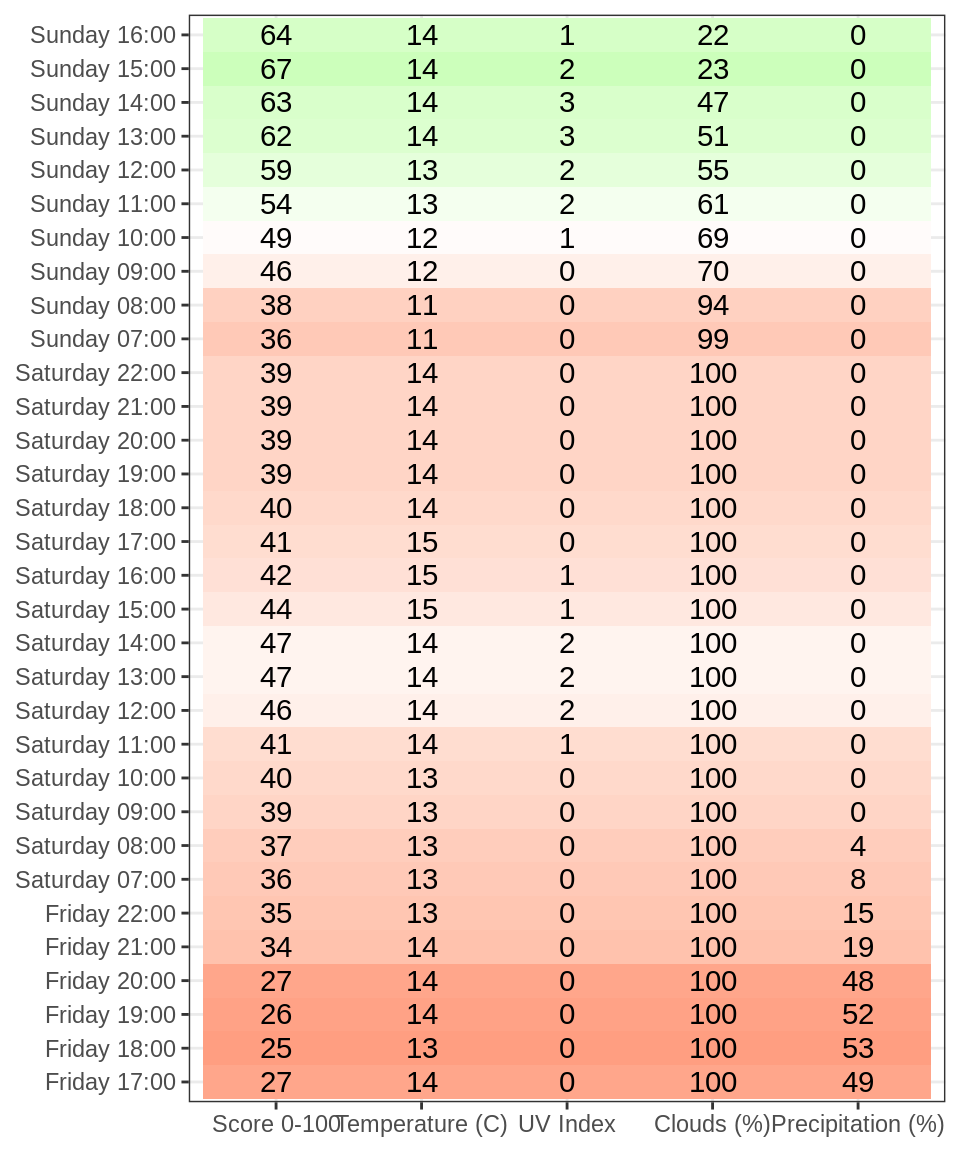 Sunday 16:00 64 14 1 22 0
Sunday 15:00 67 14 2 23 0
Sunday 14:00 63 14 3 47 0
Sunday 13:00 62 14 3 51 0
Sunday 12:00 59 13 2 55 0
Sunday 11:00 54 13 2 61 0
Sunday 10:00 49 12 1 69 0
Sunday 09:00 46 12 0 70 0
Sunday 08:00 38 11 0 94 0
Sunday 07:00 36 11 0 99 0
Saturday 22:00 39 14 0 100 0
Saturday 21:00 39 14 0 100 0
Saturday 20:00 39 14 0 100 0
Saturday 19:00 39 14 0 100 0
Saturday 18:00 40 14 0 100 0
Saturday 17:00 41 15 0 100 0
Saturday 16:00 42 15 1 100 0
Saturday 15:00 44 15 1 100 0
Saturday 14:00 47 14 2 100 0
Saturday 13:00 47 14 2 100 0
Saturday 12:00 46 14 2 100 0
Saturday 11:00 41 14 1 100 0
Saturday 10:00 40 13 0 100 0
Saturday 09:00 39 13 0 100 0
Saturday 08:00 37 13 0 100 4
Saturday 07:00 36 13 0 100 8
Friday 22:00 35 13 0 100 15
Friday 21:00 34 14 0 100 19
Friday 20:00 27 14 0 100 48
Friday 19:00 26 14 0 100 52
Friday 18:00 25 13 0 100 53
Friday 17:00 27 14 0 100 49
Score 0-100 Temperature (C) UV Index Clouds (%) Precipitation (%)